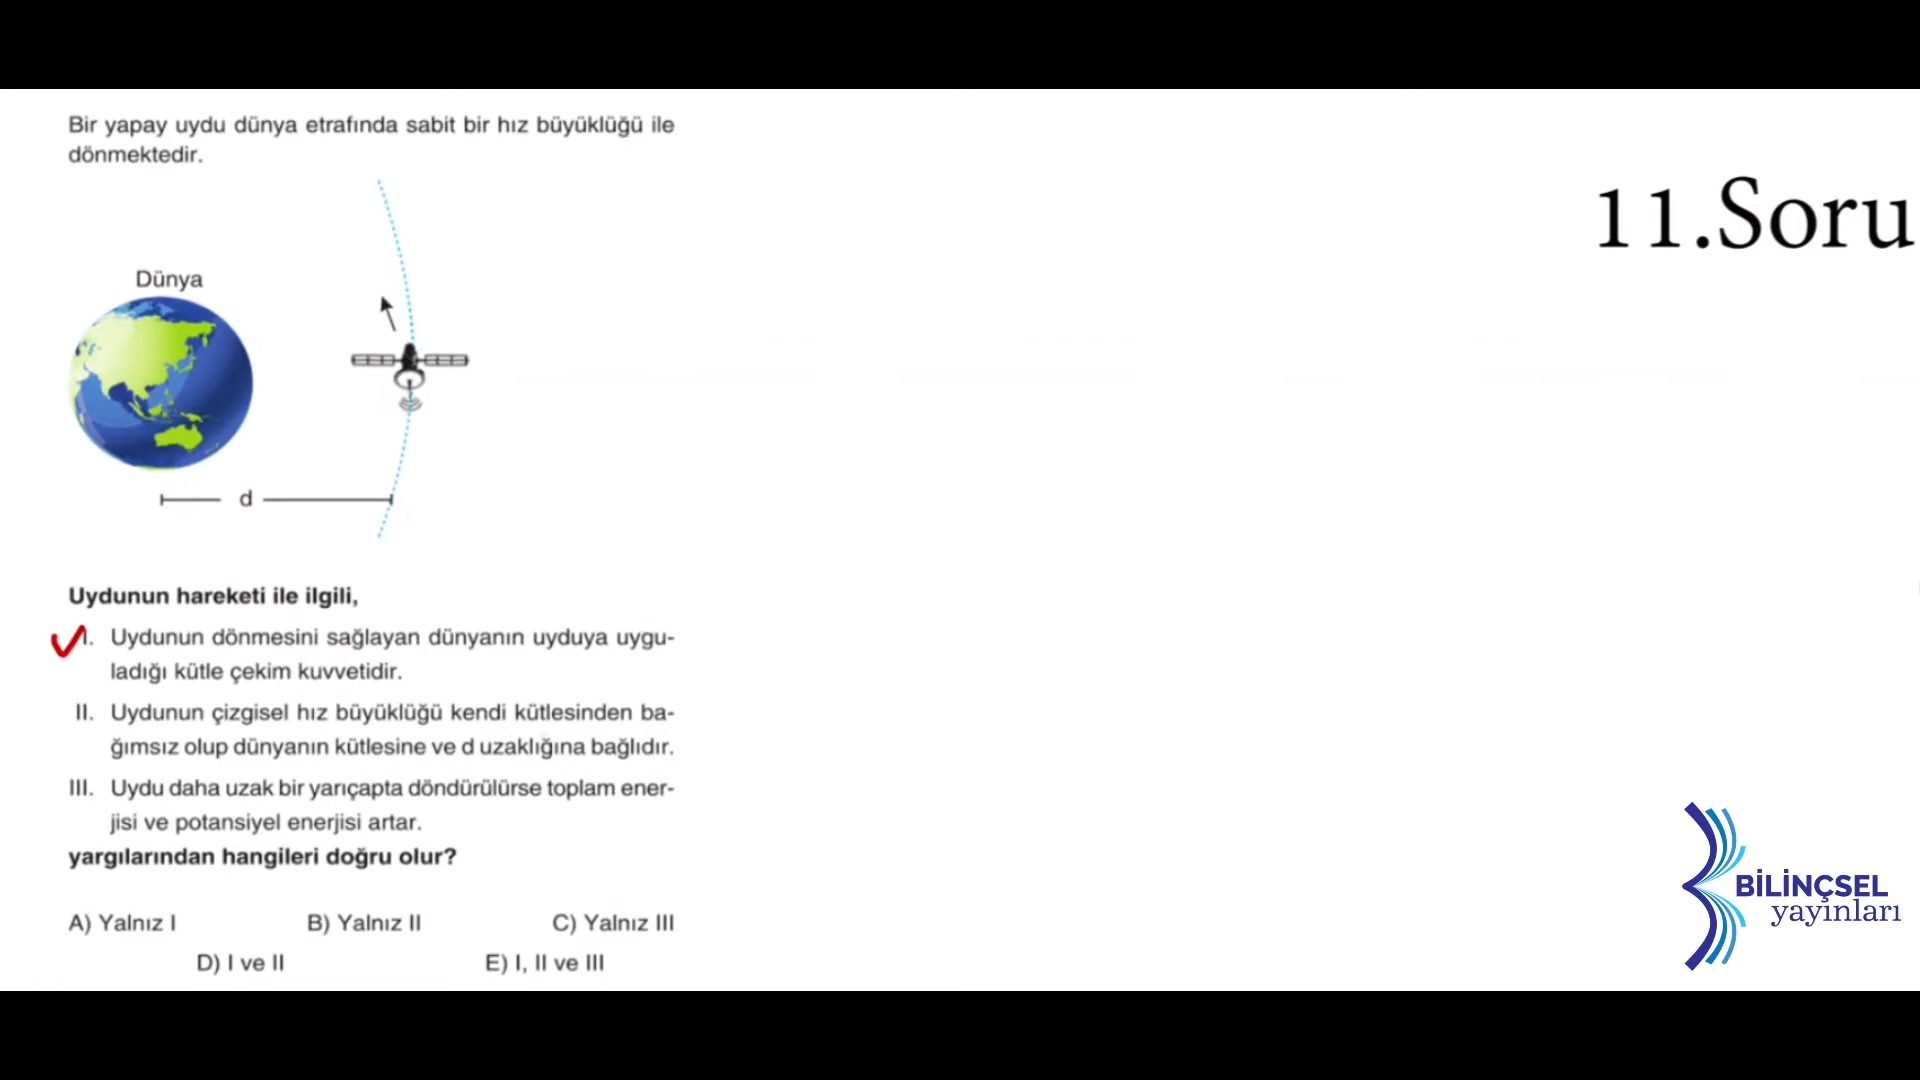 Bir yapay uydu dünya etrafında sabit bir hız büyüklüğü ile
dönmektedir.
11.Soru
Dünya
d
Uydunun hareketi ile ilgili,
I. Uydunun dönmesini sağlayan dünyanın uyduya uygu-
ladığı kütle çekim kuvvetidir.
II. Uydunun çizgisel hız büyüklüğü kendi kütlesinden ba-
ğımsız olup dünyanın kütlesine ve d uzaklığına bağlıdır.
III. Uydu daha uzak bir yarıçapta döndürülürse toplam ener-
jisi ve potansiyel enerjisi artar.
yargılarından hangileri doğru olur?
A) Yalnız I B) Yalnız II C) Yalnız III
D) I ve II E) I, II ve III
BİLİNÇSEL
yayınları